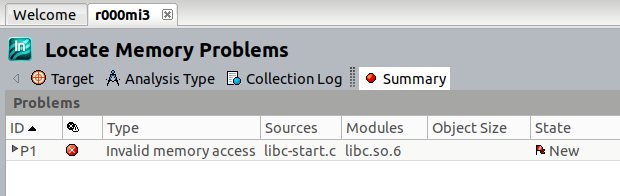 Welcome r000mi3
In Locate Memory Problems
Target Analysis Type Collection Log Summary
Problems
ID Type Sources Modules Object Size State
P1 Invalid memory access libc-start.c libc.so.6 New